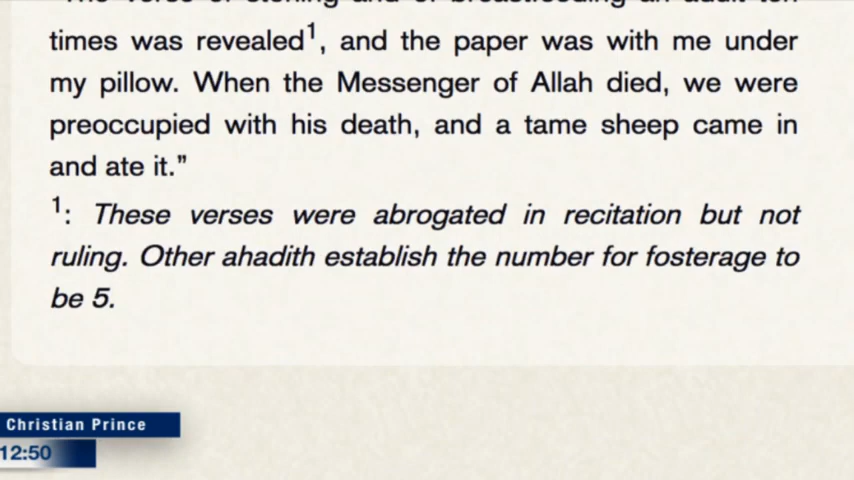 times was revealed¹, and the paper was with me under
my pillow. When the Messenger of Allah died, we were
preoccupied with his death, and a tame sheep came in
and ate it.”
¹: These verses were abrogated in recitation but not
ruling. Other ahadith establish the number for fosterage to
be 5.
Christian Prince
12:50